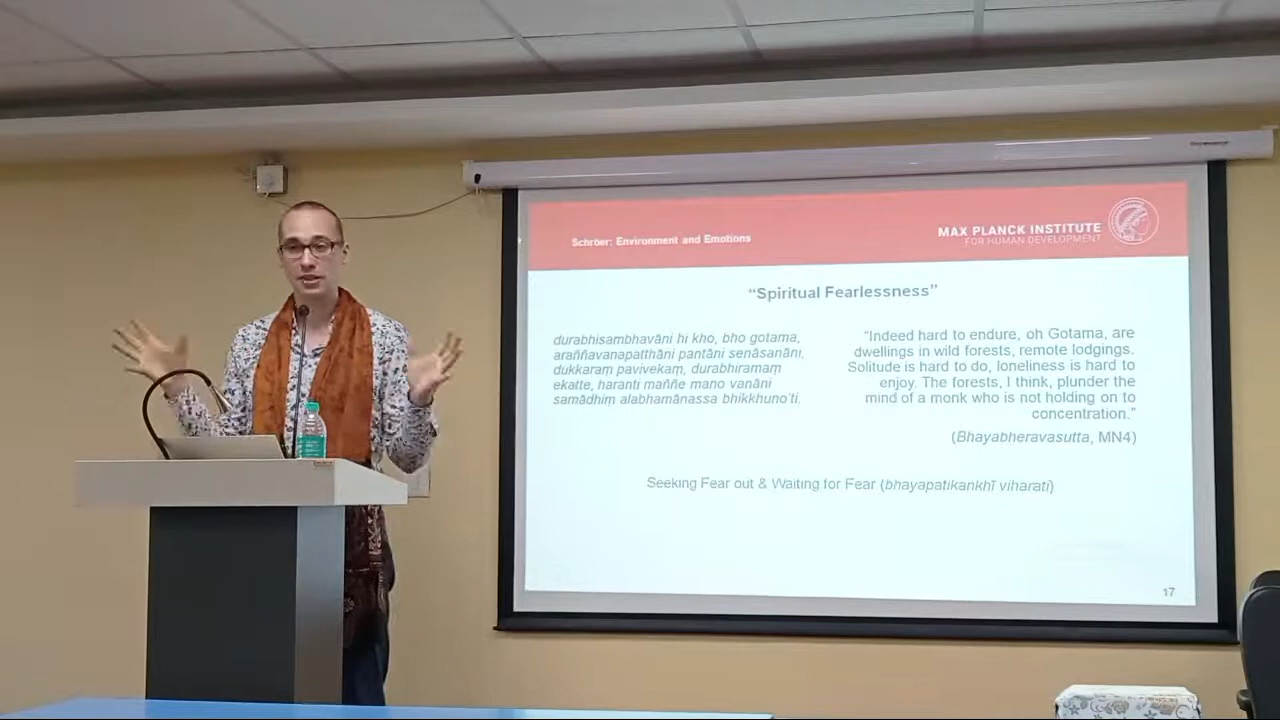 Schröer: Environment and Emotions
MAX PLANCK INSTITUTE
FOR HUMAN DEVELOPMENT
“Spiritual Fearlessness”
durabhisambhavāni hi kho, bho gotama,
araññavanapatthāni pantāni senāsanāni,
dukkaraṃ pavivekaṃ, durabhiramaṃ
ekatte, haranti maññe mano vanāni
samādhiṃ alabhamānassa bhikkhuno’ti.
“Indeed hard to endure, oh Gotama, are
dwellings in wild forests, remote lodgings.
Solitude is hard to do, loneliness is hard to
enjoy. The forests, I think, plunder the
mind of a monk who is not holding on to
concentration.”
(Bhayabheravasutta, MN4)
Seeking Fear out & Waiting for Fear (bhayapatikankhī viharati)
17